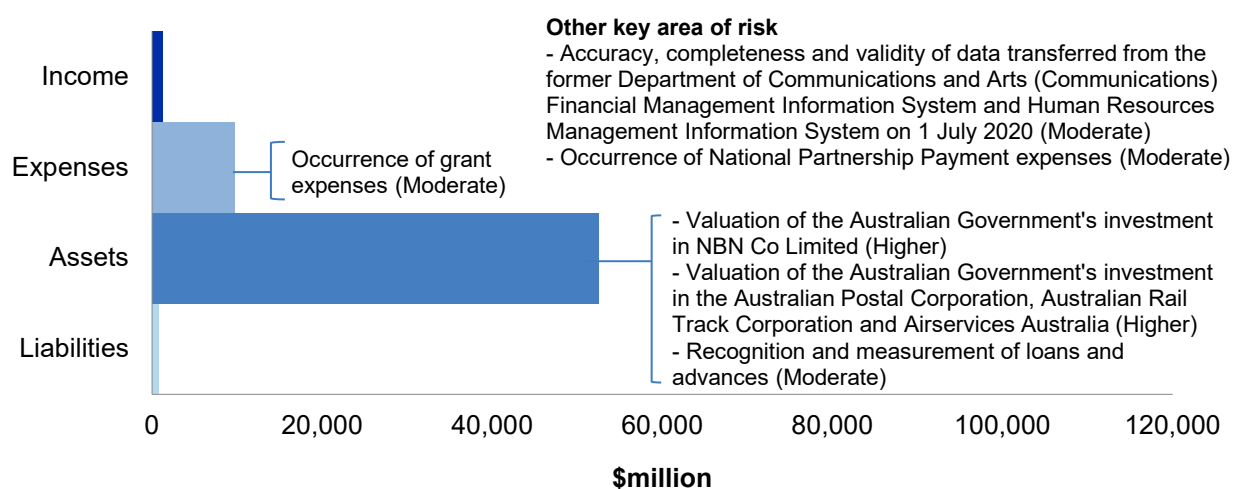 Other key area of risk
- Accuracy, completeness and validity of data transferred from the
former Department of Communications and Arts (Communications)
Financial Management Information System and Human Resources
Management Information System on 1 July 2020 (Moderate)
- Occurrence of National Partnership Payment expenses (Moderate)
Income
Expenses
Occurrence of grant
expenses (Moderate)
Assets
- Valuation of the Australian Government's investment
in NBN Co Limited (Higher)
- Valuation of the Australian Government's investment
in the Australian Postal Corporation, Australian Rail
Track Corporation and Airservices Australia (Higher)
- Recognition and measurement of loans and
advances (Moderate)
Liabilities
0 20,000 40,000 60,000 80,000 100,000 120,000
$million